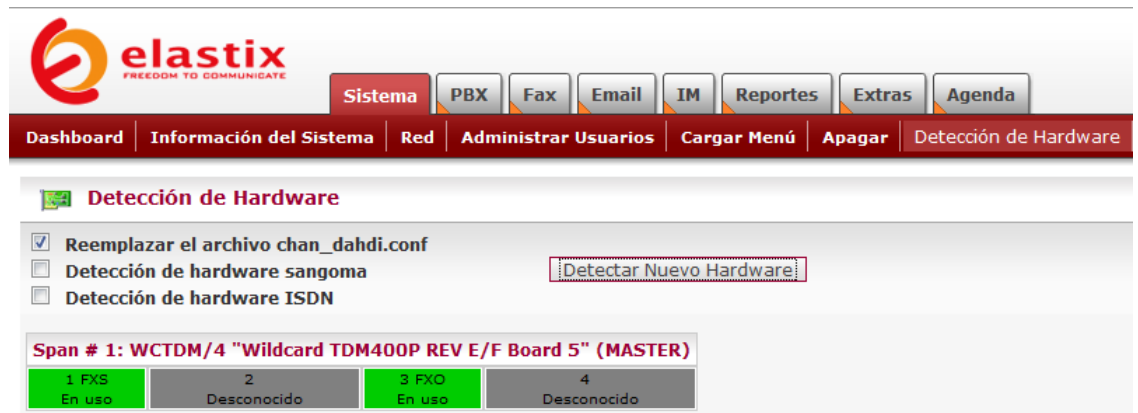 elastix
FREEDOM TO COMMUNICATE
Sistema PBX Fax Email IM Reportes Extras Agenda
Dashboard Información del Sistema Red Administrar Usuarios Cargar Menú Apagar Detección de Hardware
Detección de Hardware
Reemplazar el archivo chan_dahdi.conf
Detección de hardware sangoma Detectar Nuevo Hardware
Detección de hardware ISDN
Span # 1: WCTDM/4 "Wildcard TDM400P REV E/F Board 5" (MASTER)
1 FXS 2 3 FXO 4
En uso Desconocido En uso Desconocido